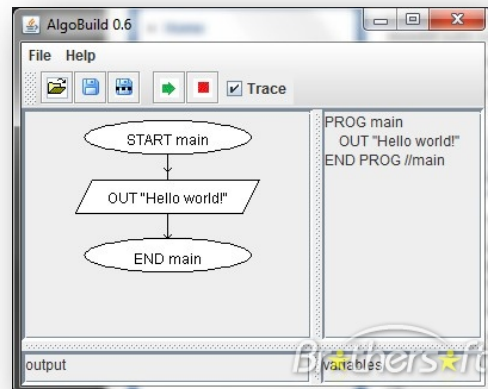 AlgoBuild 0.6
File Help
Trace
START main
OUT "Hello world!"
END main
PROG main
OUT "Hello world!"
END PROG //main
output
variables
Brothersoft